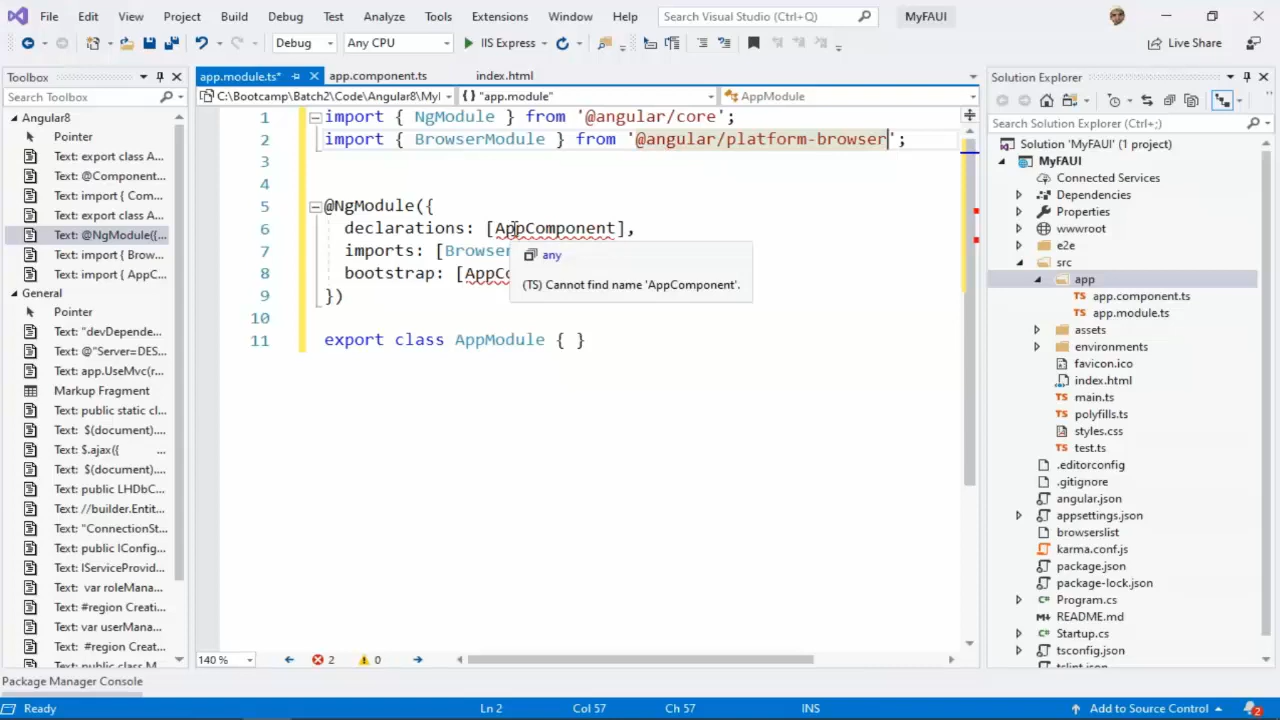 File Edit View Project Build Debug Test Analyze Tools Extensions Window Help Search Visual Studio (Ctrl+Q) MyFAUI
Debug Any CPU IIS Express Live Share
Toolbox
Search Toolbox
Angular8
Pointer
Text: export class A...
Text: @Component...
Text: import { Com...
Text: export class A...
Text: @NgModule({...
Text: import { Brow...
Text: import { AppC...
General
Pointer
Text: "devDepende...
Text: @"Server=DES...
Text: app.UseMvc(r...
Markup Fragment
Text: public static cl...
Text:   $(document)....
Text: $.ajax({ ...
Text:   $(document)....
Text: public LHDbC...
Text: //builder.Entit...
Text: "ConnectionSt...
Text: public IConfig...
Text: IServiceProvid...
Text:  var roleMana...
Text: #region Creati...
Text: var userMana...
Text:  #region Creat...
Text: public class M...
app.module.ts* app.component.ts index.html
C:\Bootcamp\Batch2\Code\Angular8\Myl {} "app.module" AppModule
1 import { NgModule } from '@angular/core';
2 import { BrowserModule } from '@angular/platform-browser';
3
4
5 @NgModule({
6 declarations: [AppComponent],
7 imports: [Browser
8 bootstrap: [AppCo
9 })
10
11 export class AppModule { }
any
(TS) Cannot find name 'AppComponent'.
140 % 2 0
Solution Explorer
Search Solution Explorer (Ctrl+;)
Solution 'MyFAUI' (1 project)
MyFAUI
Connected Services
Dependencies
Properties
wwwroot
e2e
src
app
TS app.component.ts
TS app.module.ts
assets
environments
favicon.ico
index.html
TS main.ts
TS polyfills.ts
styles.css
TS test.ts
.editorconfig
.gitignore
angular.json
appsettings.json
browserslist
karma.conf.js
package.json
package-lock.json
C# Program.cs
README.md
C# Startup.cs
tsconfig.json
tslint.json
Package Manager Console
Ready Ln 2 Col 57 Ch 57 INS Add to Source Control 2